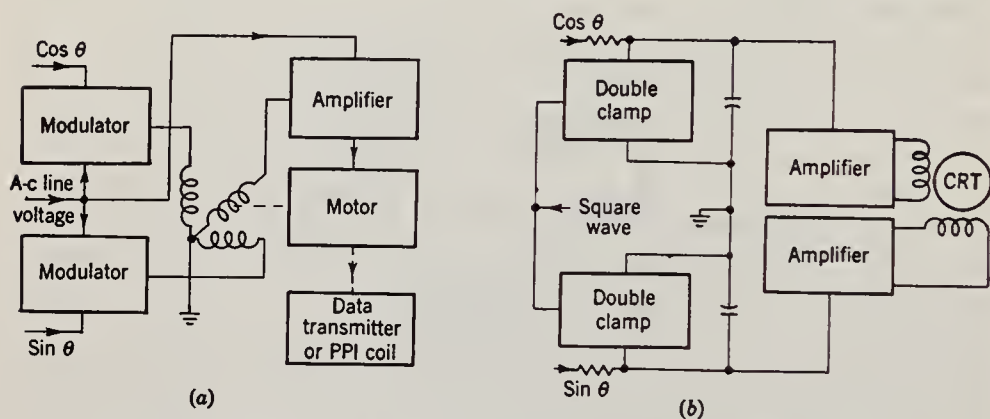 Cos θ
Modulator
A-c line
voltage
Modulator
Sin θ
Amplifier
Motor
Data
transmitter
or PPI coil
(a)
Cos θ
Double
clamp
Square
wave
Double
clamp
Sin θ
Amplifier
CRT
Amplifier
(b)